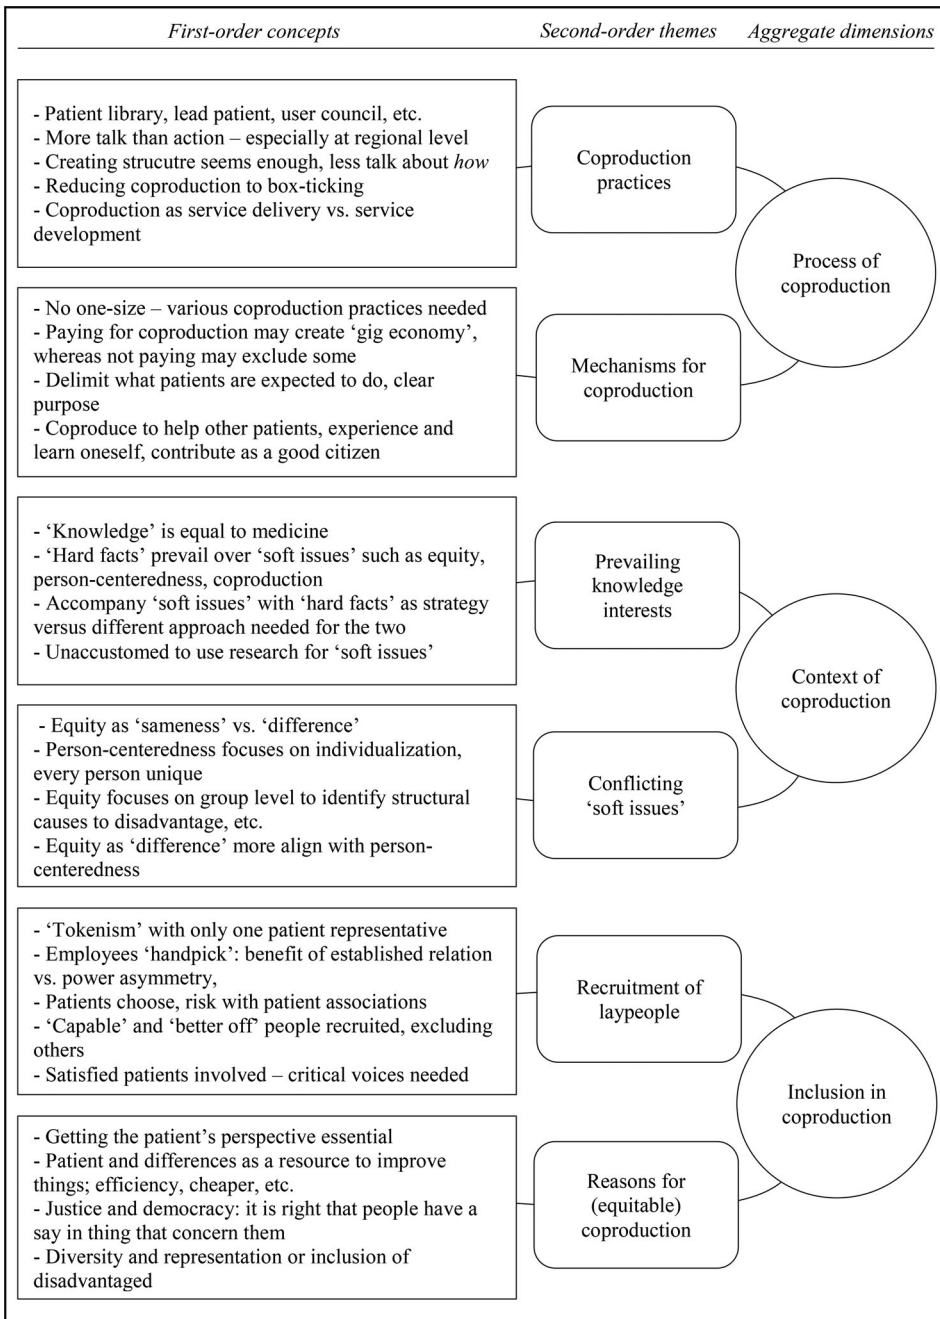 First-order concepts
Second-order themes
Aggregate dimensions
- Patient library, lead patient, user council, etc.
- More talk than action – especially at regional level
- Creating strucutre seems enough, less talk about how
- Reducing coproduction to box-ticking
- Coproduction as service delivery vs. service
development
Coproduction
practices
- No one-size – various coproduction practices needed
- Paying for coproduction may create ‘gig economy’,
whereas not paying may exclude some
- Delimit what patients are expected to do, clear
purpose
- Coproduce to help other patients, experience and
learn oneself, contribute as a good citizen
Mechanisms for
coproduction
Process of
coproduction
- ‘Knowledge’ is equal to medicine
- ‘Hard facts’ prevail over ‘soft issues’ such as equity,
person-centeredness, coproduction
- Accompany ‘soft issues’ with ‘hard facts’ as strategy
versus different approach needed for the two
- Unaccustomed to use research for ‘soft issues’
Prevailing
knowledge
interests
- Equity as ‘sameness’ vs. ‘difference’
- Person-centeredness focuses on individualization,
every person unique
- Equity focuses on group level to identify structural
causes to disadvantage, etc.
- Equity as ‘difference’ more align with person-
centeredness
Conflicting
‘soft issues’
Context of
coproduction
- ‘Tokenism’ with only one patient representative
- Employees ‘handpick’: benefit of established relation
vs. power asymmetry,
- Patients choose, risk with patient associations
- ‘Capable’ and ‘better off’ people recruited, excluding
others
- Satisfied patients involved – critical voices needed
Recruitment of
laypeople
- Getting the patient’s perspective essential
- Patient and differences as a resource to improve
things; efficiency, cheaper, etc.
- Justice and democracy: it is right that people have a
say in thing that concern them
- Diversity and representation or inclusion of
disadvantaged
Reasons for
(equitable)
coproduction
Inclusion in
coproduction